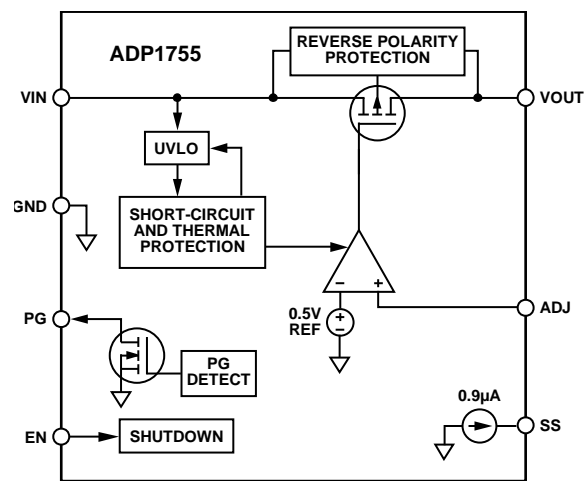 ADP1755
REVERSE POLARITY
PROTECTION
VIN
VOUT
UVLO
GND
SHORT-CIRCUIT
AND THERMAL
PROTECTION
– +
0.5V
REF
+
–
ADJ
PG
PG
DETECT
0.9µA
SS
EN
SHUTDOWN